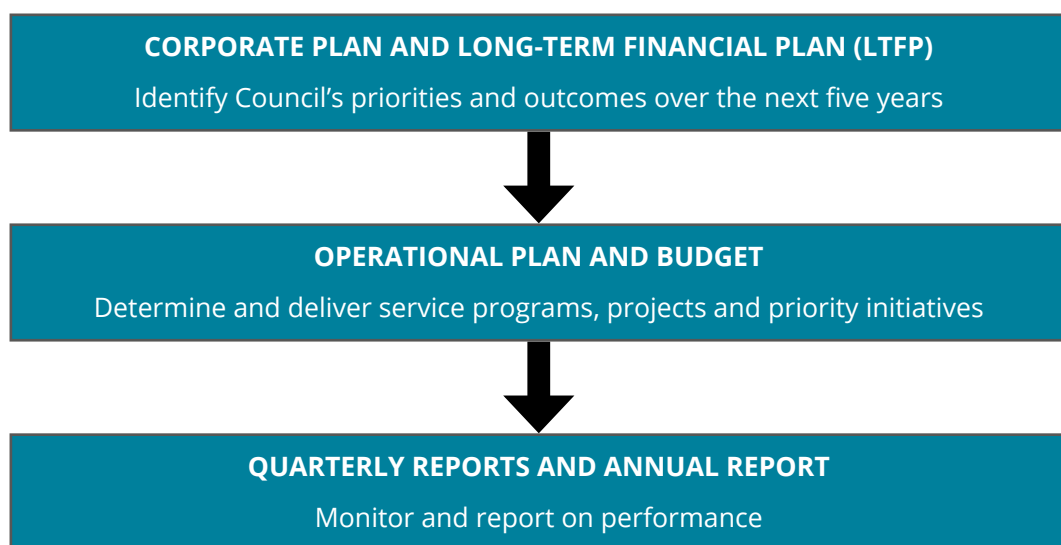 CORPORATE PLAN AND LONG-TERM FINANCIAL PLAN (LTFP)
Identify Council’s priorities and outcomes over the next five years
OPERATIONAL PLAN AND BUDGET
Determine and deliver service programs, projects and priority initiatives
QUARTERLY REPORTS AND ANNUAL REPORT
Monitor and report on performance